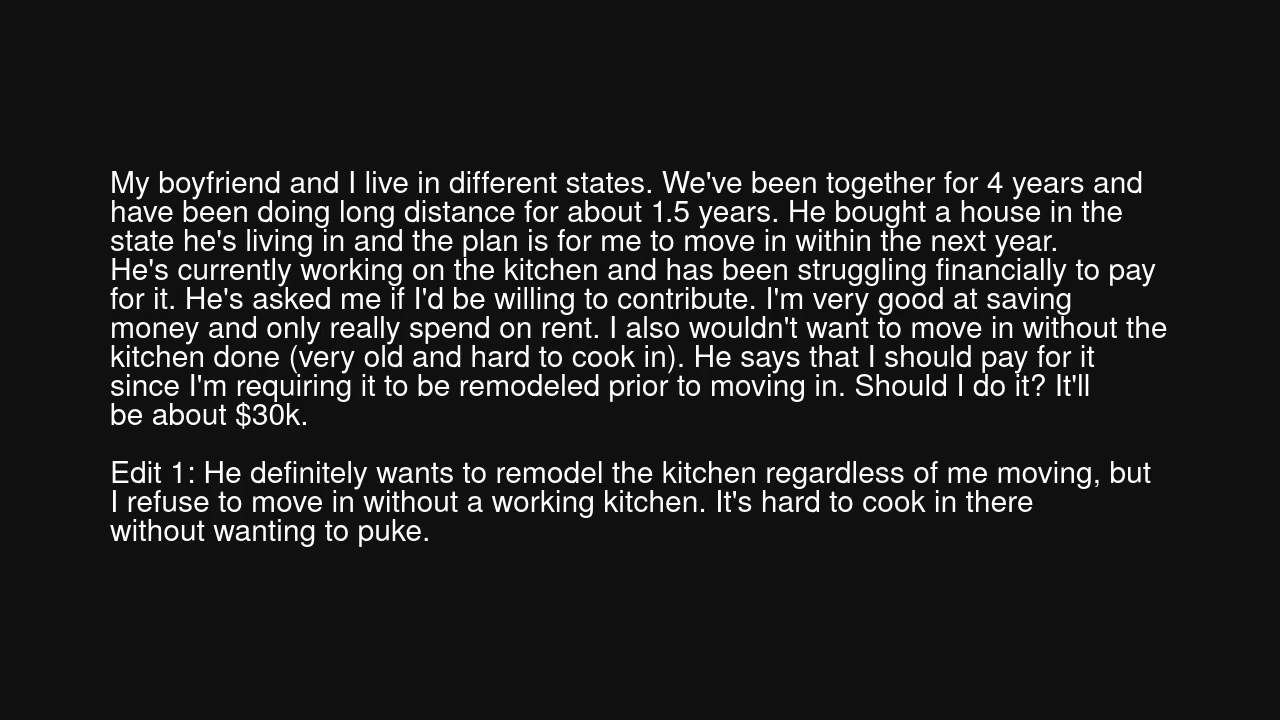 My boyfriend and I live in different states. We've been together for 4 years and
have been doing long distance for about 1.5 years. He bought a house in the
state he's living in and the plan is for me to move in within the next year.
He's currently working on the kitchen and has been struggling financially to pay
for it. He's asked me if I'd be willing to contribute. I'm very good at saving
money and only really spend on rent. I also wouldn't want to move in without the
kitchen done (very old and hard to cook in). He says that I should pay for it
since I'm requiring it to be remodeled prior to moving in. Should I do it? It'll
be about $30k.

Edit 1: He definitely wants to remodel the kitchen regardless of me moving, but
I refuse to move in without a working kitchen. It's hard to cook in there
without wanting to puke.